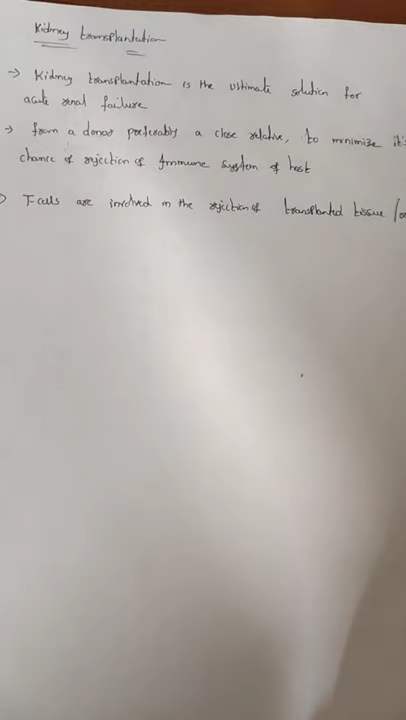 Kidney transplantation
→ Kidney transplantation is the ultimate solution for
acute renal failure
→ from a donor preferably a close relative, to minimize it's
chance of rejection of Immune system of host
T-cells are involved in the rejection of transplanted tissue /